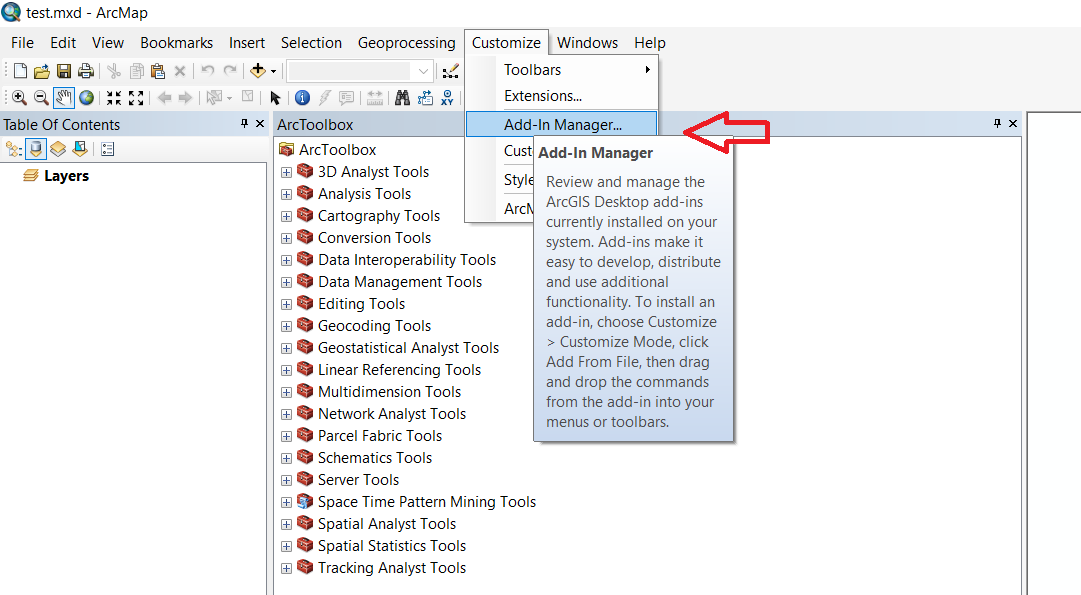 test.mxd - ArcMap
File Edit View Bookmarks Insert Selection Geoprocessing Customize Windows Help
Toolbars
Extensions...
Add-In Manager...
Cust
Style
ArcM
Table Of Contents
Layers
ArcToolbox
ArcToolbox
3D Analyst Tools
Analysis Tools
Cartography Tools
Conversion Tools
Data Interoperability Tools
Data Management Tools
Editing Tools
Geocoding Tools
Geostatistical Analyst Tools
Linear Referencing Tools
Multidimension Tools
Network Analyst Tools
Parcel Fabric Tools
Schematics Tools
Server Tools
Space Time Pattern Mining Tools
Spatial Analyst Tools
Spatial Statistics Tools
Tracking Analyst Tools
Add-In Manager
Review and manage the
ArcGIS Desktop add-ins
currently installed on your
system. Add-ins make it
easy to develop, distribute
and use additional
functionality. To install an
add-in, choose Customize
> Customize Mode, click
Add From File, then drag
and drop the commands
from the add-in into your
menus or toolbars.